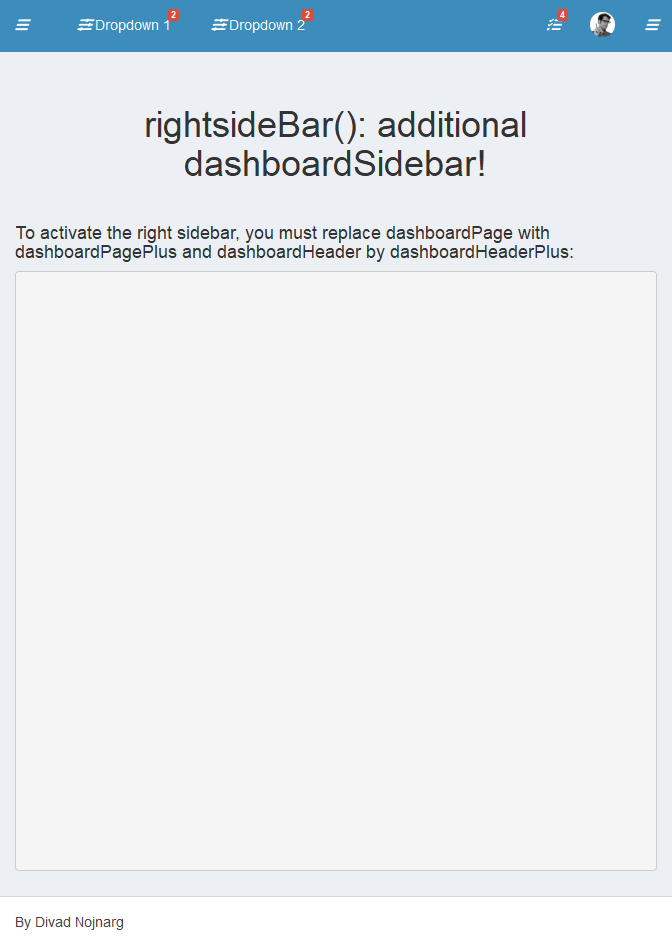 Dropdown 1 2 Dropdown 2 2 4
rightsideBar(): additional
dashboardSidebar!
To activate the right sidebar, you must replace dashboardPage with
dashboardPagePlus and dashboardHeader by dashboardHeaderPlus:
By Divad Nojnarg